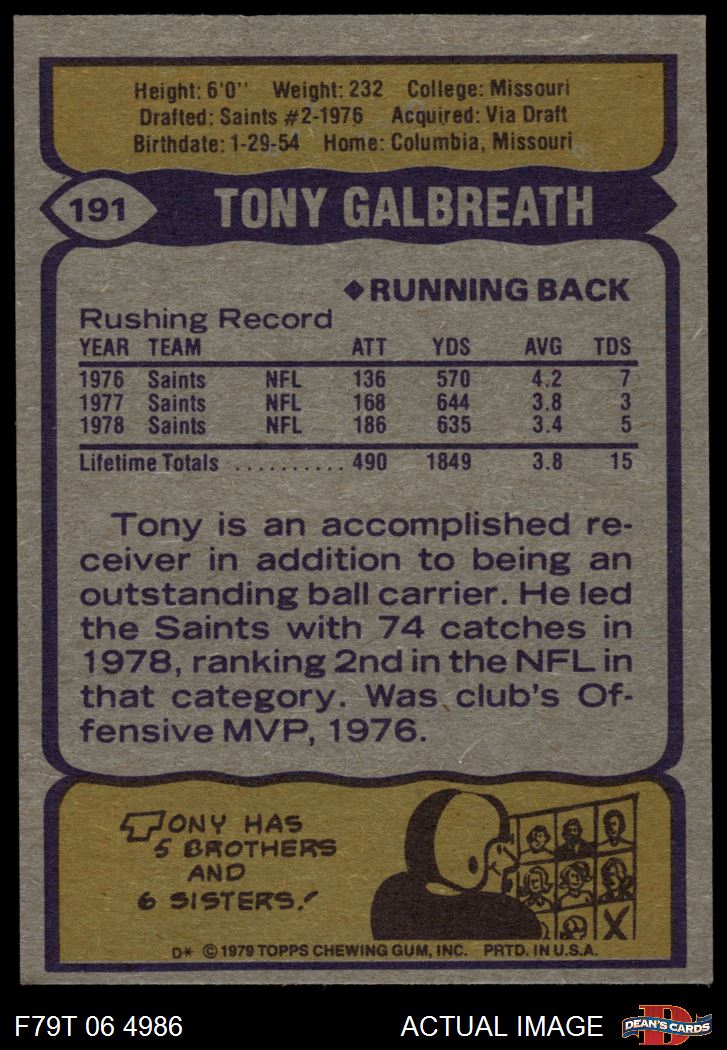 Height: 6'0" Weight: 232 College: Missouri
Drafted: Saints #2-1976 Acquired: Via Draft
Birthdate: 1-29-54 Home: Columbia, Missouri
191 TONY GALBREATH
◆RUNNING BACK
Rushing Record
YEAR TEAM ATT YDS AVG TDS
1976 Saints NFL 136 570 4.2 7
1977 Saints NFL 168 644 3.8 3
1978 Saints NFL 186 635 3.4 5
Lifetime Totals .......... 490 1849 3.8 15
Tony is an accomplished re-
ceiver in addition to being an
outstanding ball carrier. He led
the Saints with 74 catches in
1978, ranking 2nd in the NFL in
that category. Was club's Of-
fensive MVP, 1976.
TONY HAS
5 BROTHERS
AND
6 SISTERS!
X
D* © 1979 TOPPS CHEWING GUM, INC. PRTD. IN U.S.A.
F79T 06 4986 ACTUAL IMAGE D DEAN'S CARDS